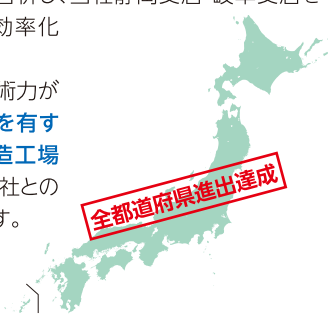 効率化
術力が
を有す
造工場
社との
す。
全都道府県進出達成